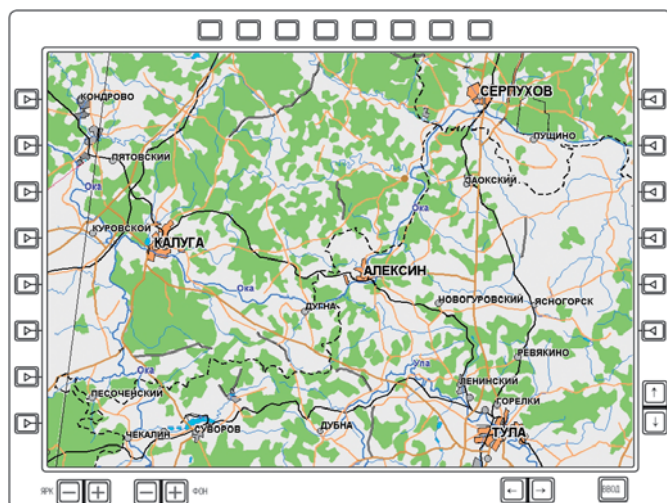 СЕРПУХОВ
КОНДРОВО
ПУЩИНО
ПЯТОВСКИЙ
Ока
ЗАОКСКИЙ
Ока
КУРОВСКОЙ
КАЛУГА
АЛЕКСИН
Ока
НОВОГУРОВСКИЙ
ЯСНОГОРСК
ДУГНА
РЕВЯКИНО
Ула
Ока
ЛЕНИНСКИЙ
ПЕСОЧЕНСКИЙ
ГОРЕЛКИ
ЧЕКАЛИН
СУВОРОВ
ДУБНА
ТУЛА
ЯРК
ФОН
ВВОД